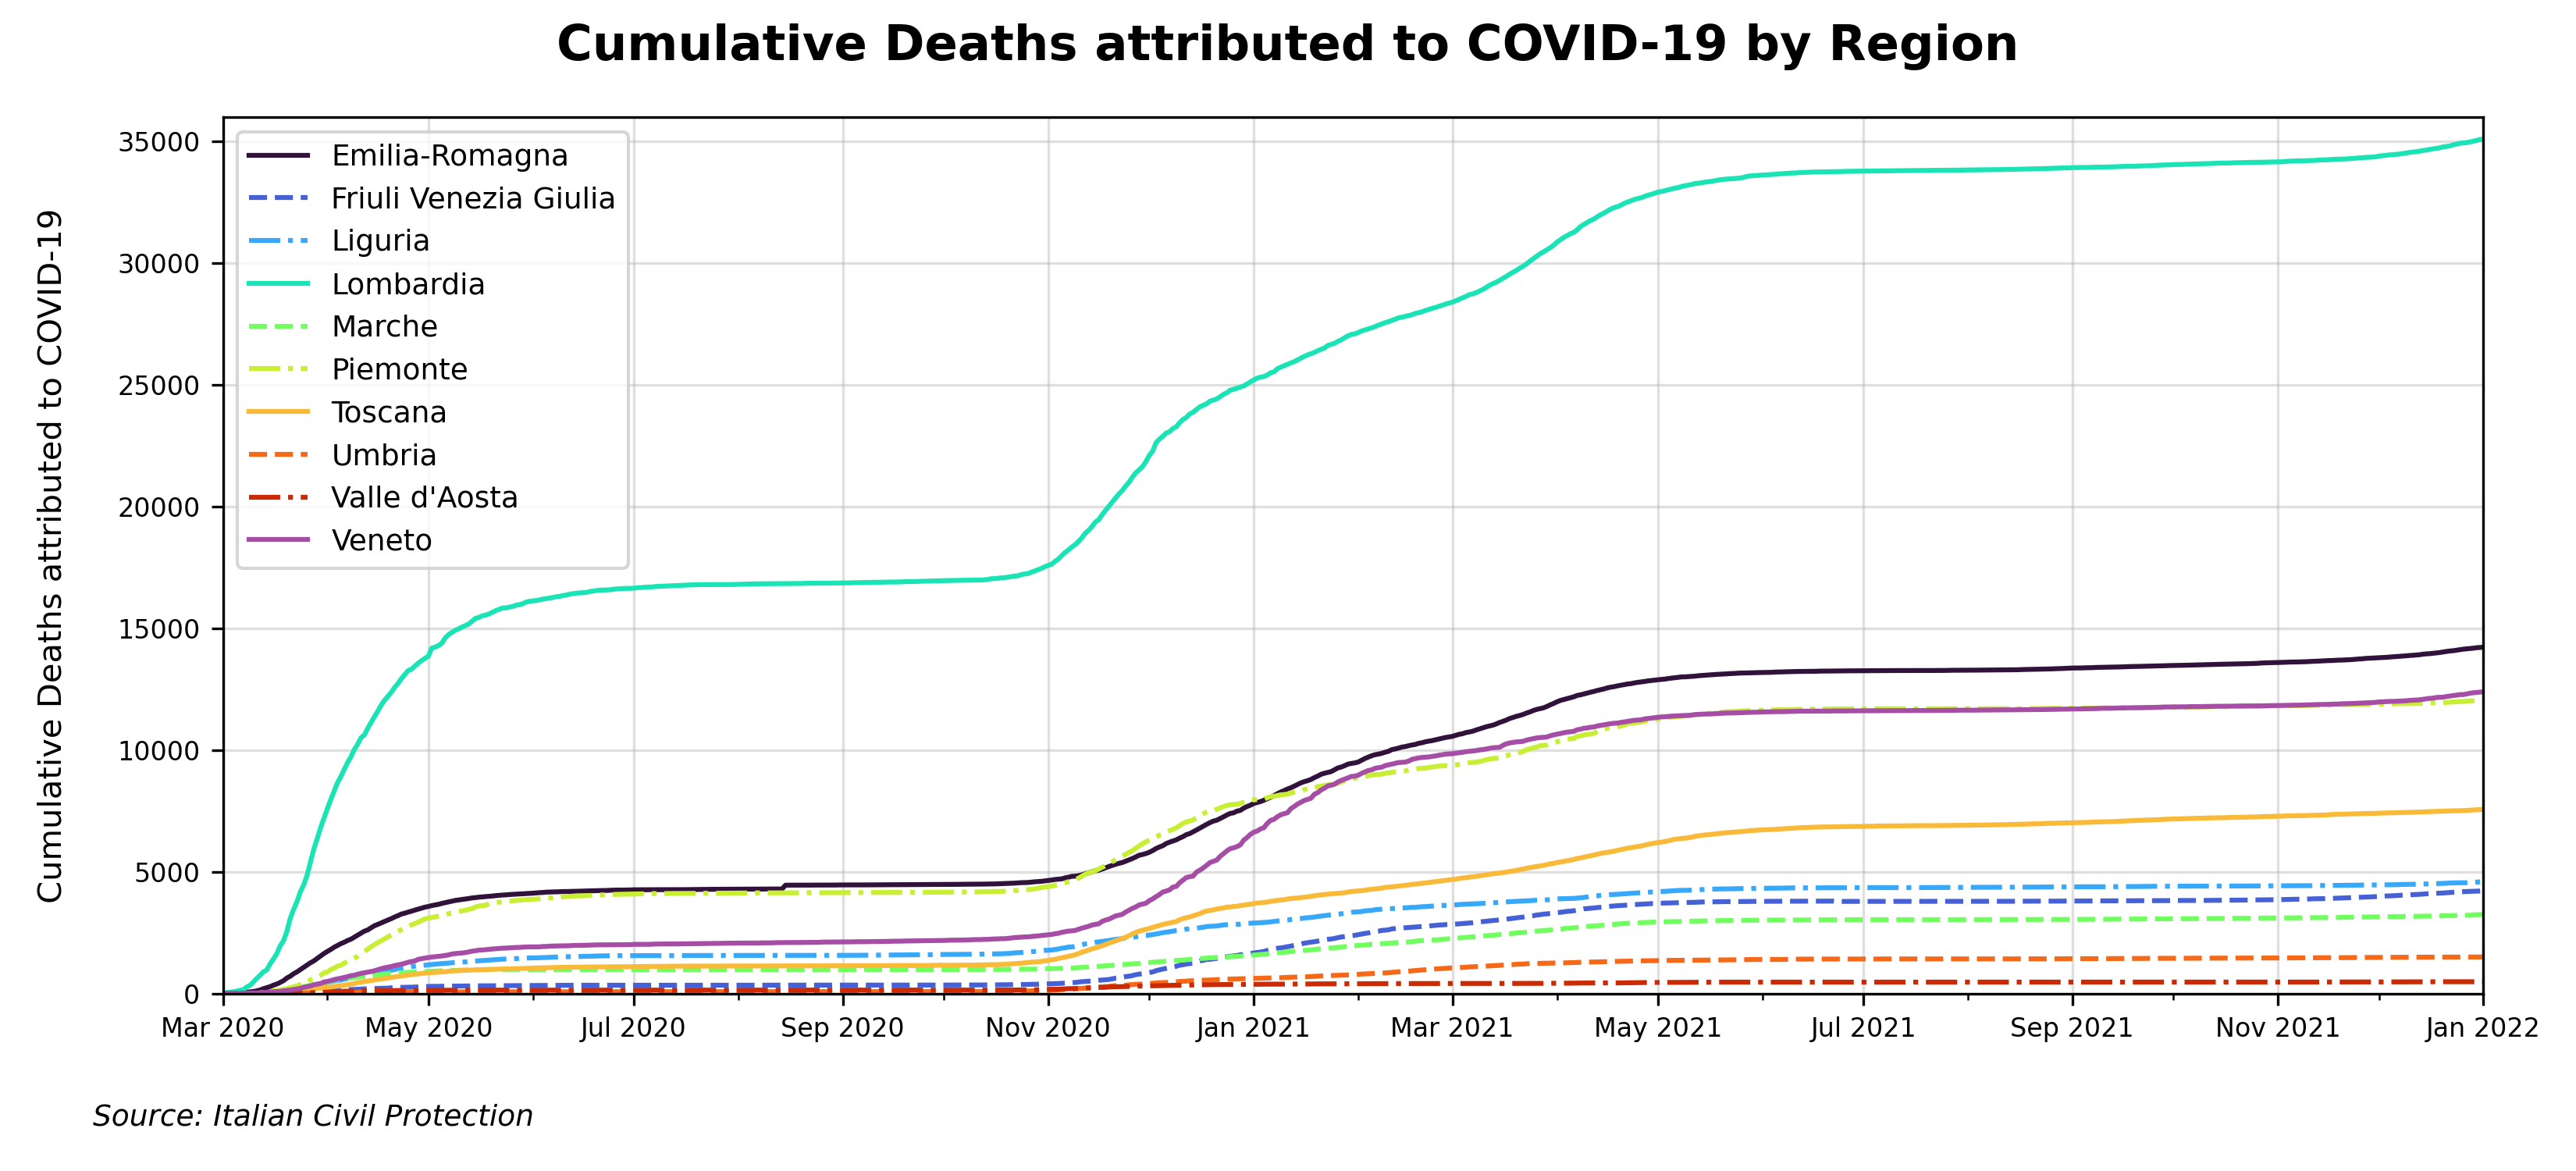 Cumulative Deaths attributed to COVID-19 by Region
Cumulative Deaths attributed to COVID-19
35000
30000
25000
20000
15000
10000
5000
0
Emilia-Romagna
Friuli Venezia Giulia
Liguria
Lombardia
Marche
Piemonte
Toscana
Umbria
Valle d'Aosta
Veneto
Mar 2020 May 2020 Jul 2020 Sep 2020 Nov 2020 Jan 2021 Mar 2021 May 2021 Jul 2021 Sep 2021 Nov 2021 Jan 2022
Source: Italian Civil Protection